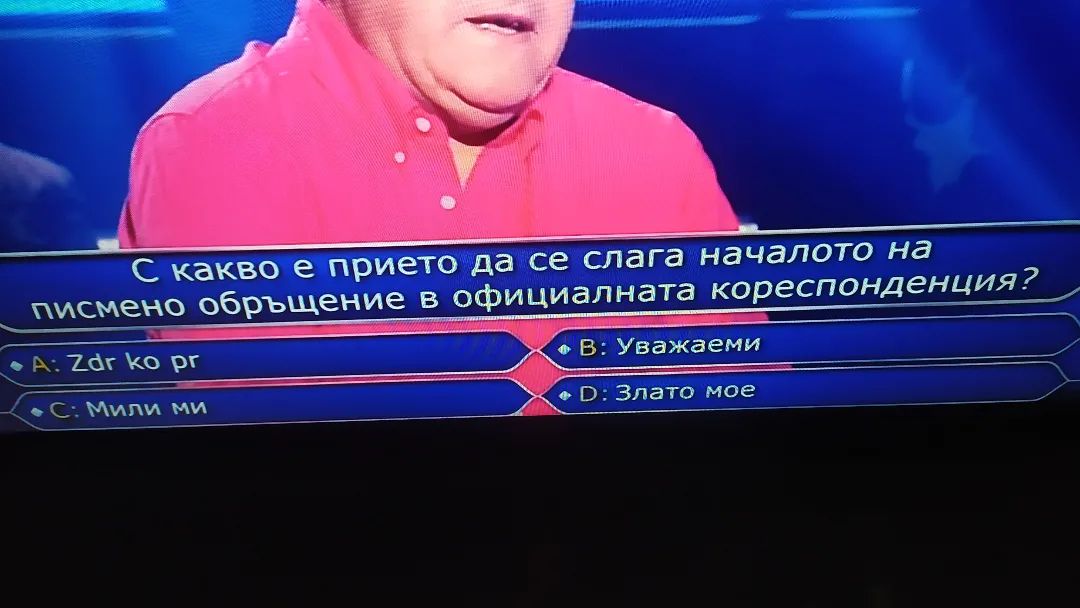 С какво е прието да се слага началото на
писмено обръщение в официалната кореспонденция?
A: Zdr ko pr
B: Уважаеми
C: Мили ми
D: Злато мое